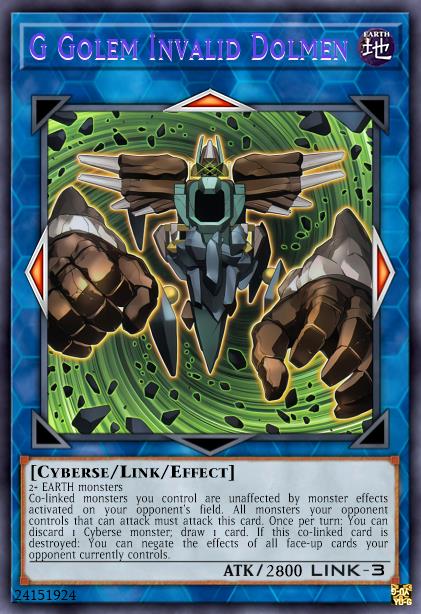 G Golem Invalid Dolmen
EARTH
地
[Cyberse/Link/Effect]
2+ EARTH monsters
Co-linked monsters you control are unaffected by monster effects
activated on your opponent's field. All monsters your opponent
controls that can attack must attack this card. Once per turn: You can
discard 1 Cyberse monster; draw 1 card. If this co-linked card is
destroyed: You can negate the effects of all face-up cards your
opponent currently controls.
ATK/2800 LINK-3
24151924